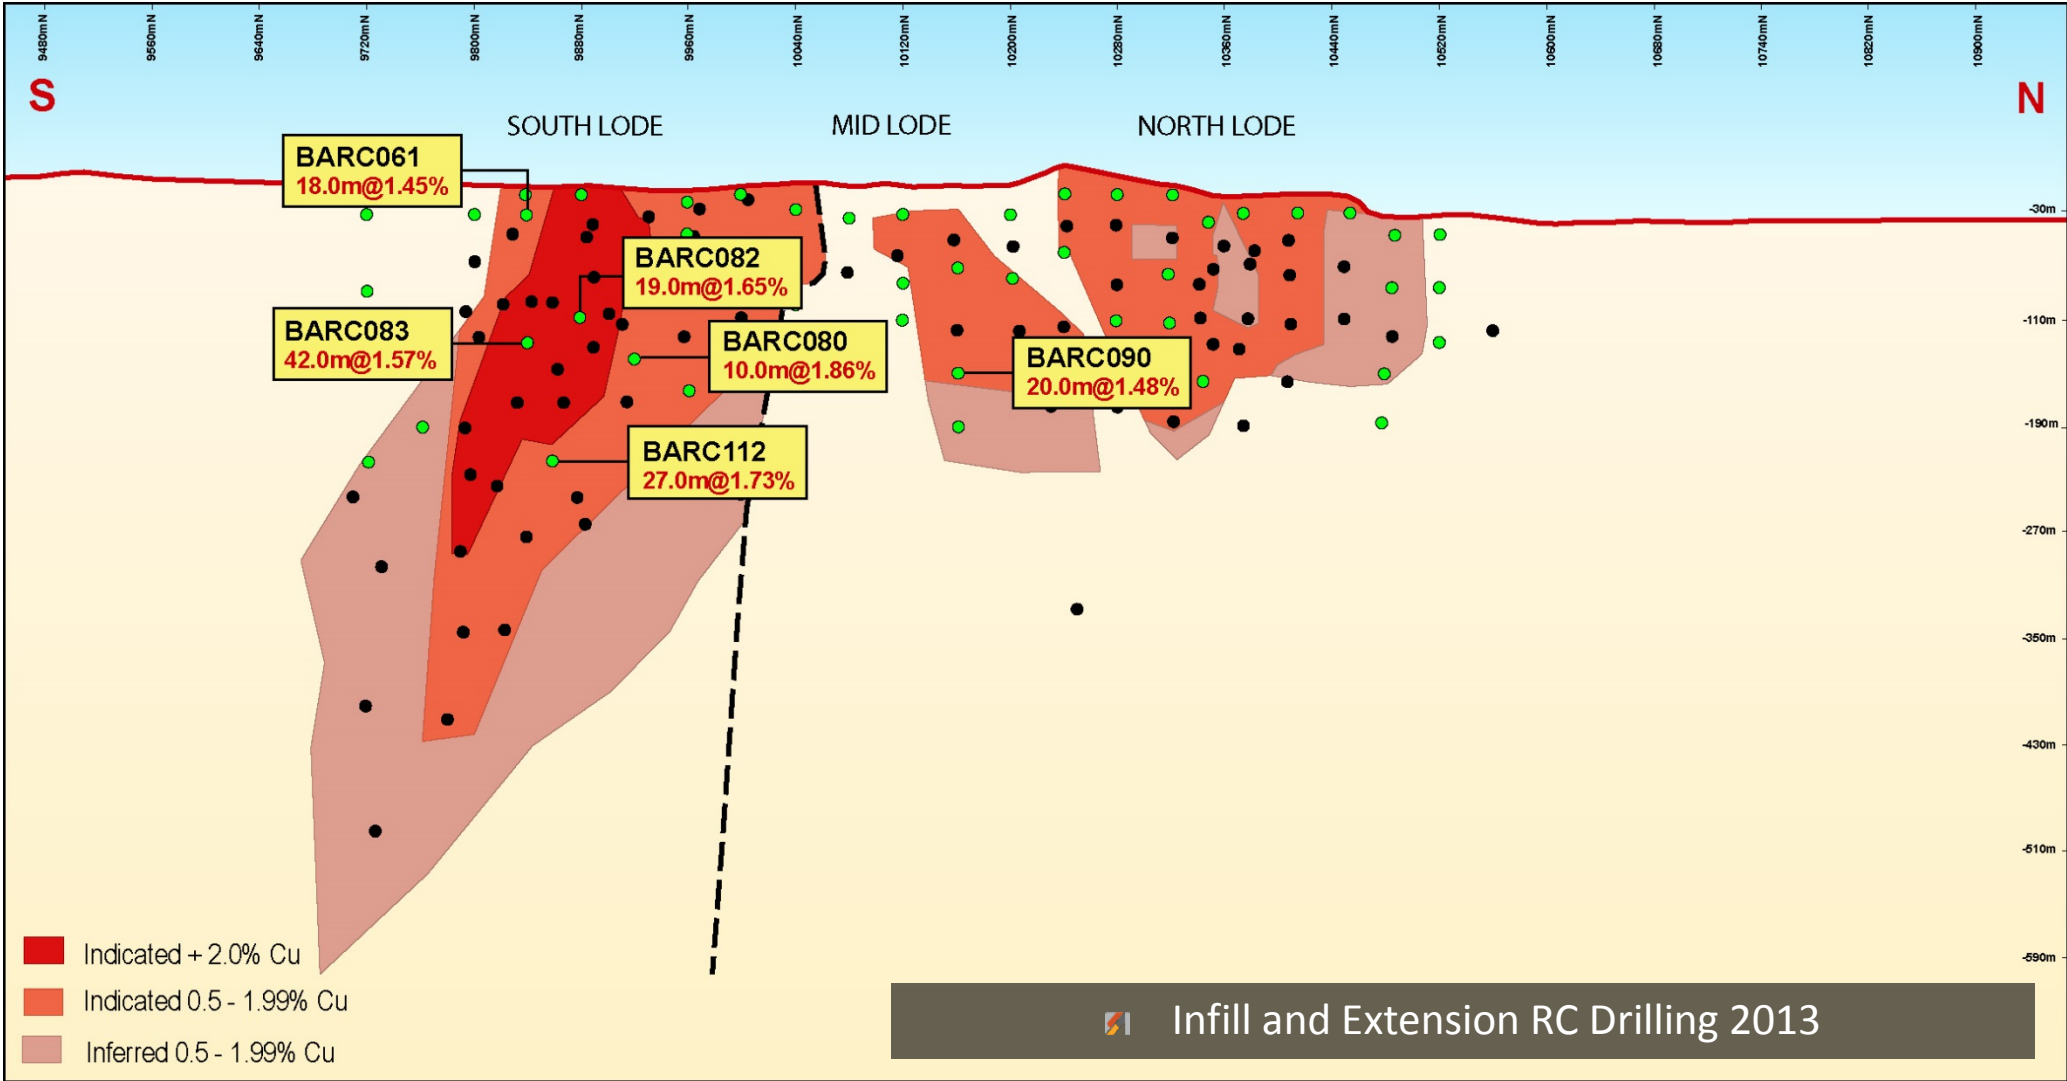 9480mN
9560mN
9640mN
9720mN
9800mN
9880mN
9960mN
10040mN
10120mN
10200mN
10280mN
10360mN
10440mN
10520mN
10600mN
10680mN
10740mN
10820mN
10900mN
S
N
SOUTH LODE
MID LODE
NORTH LODE
BARC061
18.0m@1.45%
BARC082
19.0m@1.65%
BARC083
42.0m@1.57%
BARC080
10.0m@1.86%
BARC090
20.0m@1.48%
BARC112
27.0m@1.73%
-30m
-110m
-190m
-270m
-350m
-430m
-510m
-590m
Indicated + 2.0% Cu
Indicated 0.5 - 1.99% Cu
Inferred 0.5 - 1.99% Cu
Infill and Extension RC Drilling 2013